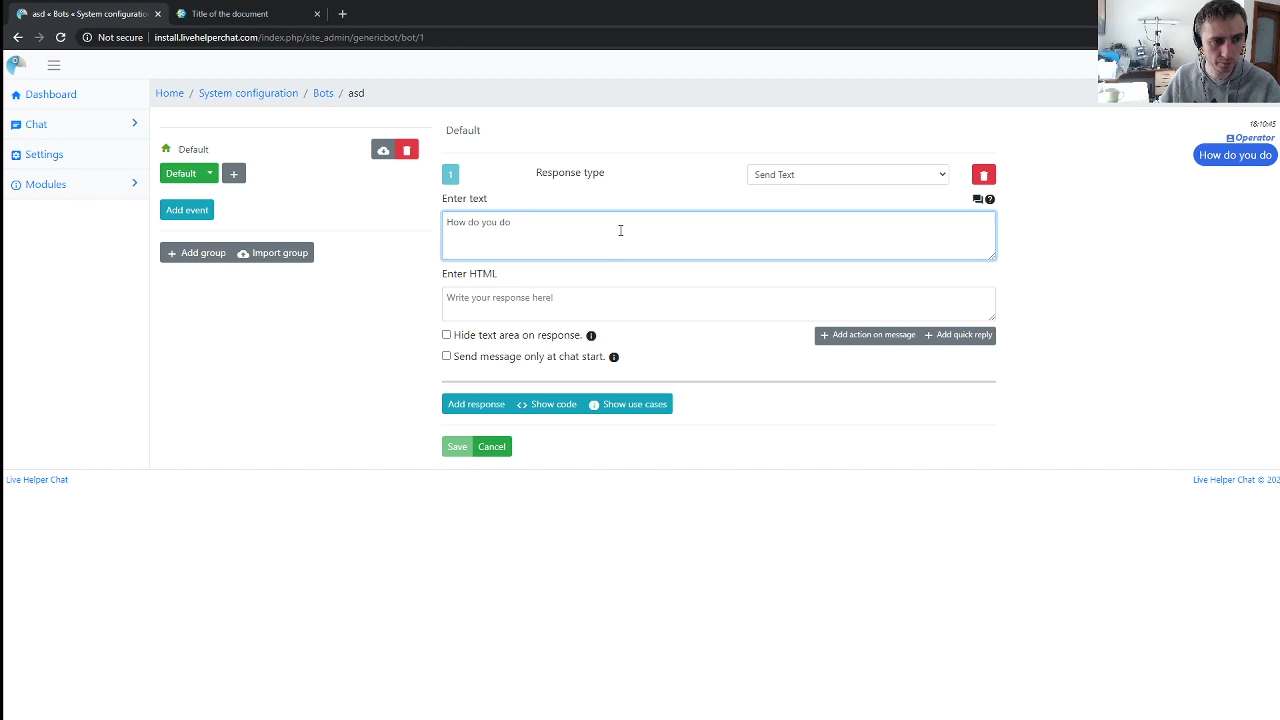 asd « Bots « System configuratio
Title of the document
Not secure
install.livehelperchat.com/index.php/site_admin/genericbot/bot/1
Dashboard
Chat
Settings
Modules
Home / System configuration / Bots / asd
Default
Default
Add event
Add group
Import group
Default
1
Response type
Send Text
Enter text
How do you do
Enter HTML
Write your response here!
Hide text area on response.
Add action on message
Add quick reply
Send message only at chat start.
Add response
Show code
Show use cases
Save
Cancel
18:10:45
Operator
How do you do
Live Helper Chat
Live Helper Chat © 202